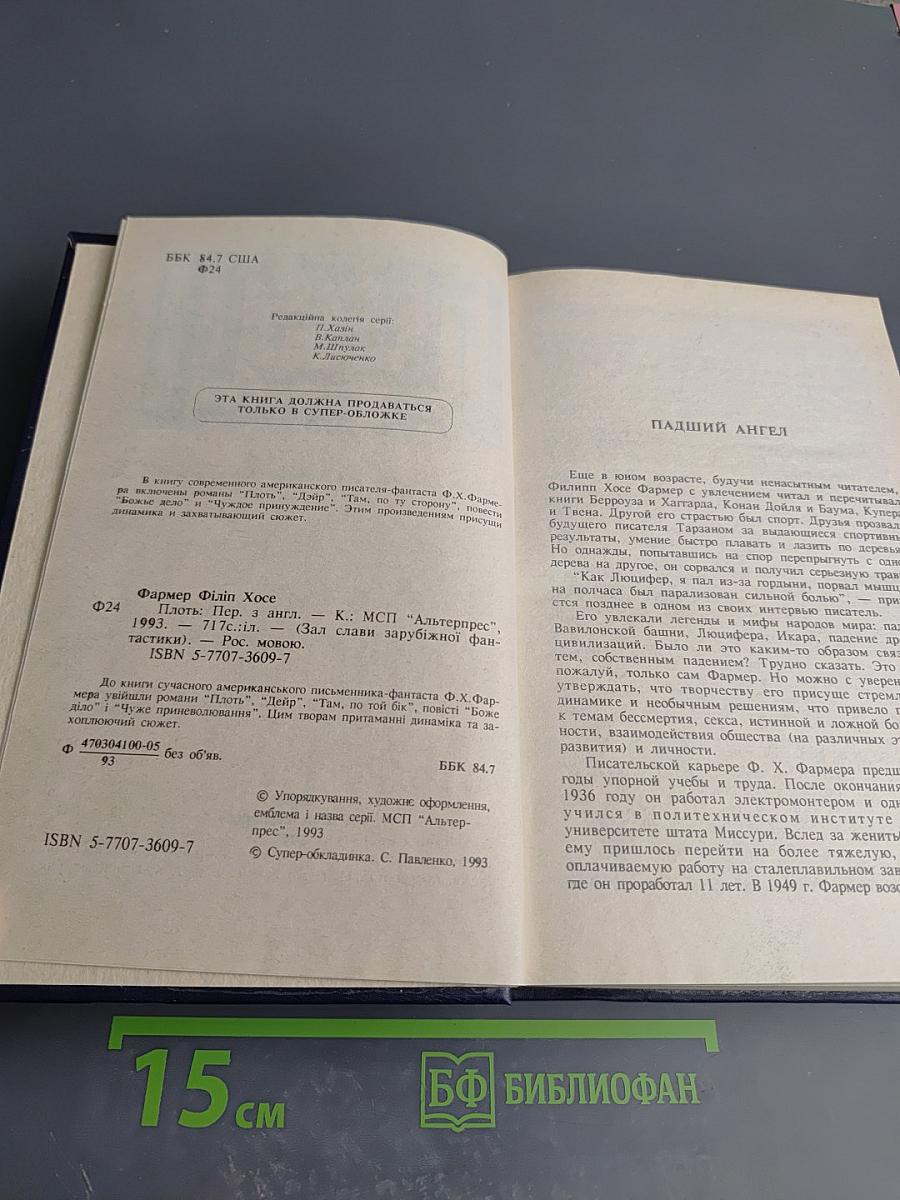 ББК 84.7 США
Ф24
Редакційна колегія серії:
П.Хазін
В.Каплан
М.Шпулак
К.Лисюченко
ЭТА КНИГА ДОЛЖНА ПРОДАВАТЬСЯ
ТОЛЬКО В СУПЕР-ОБЛОЖКЕ
В книгу современного американского писателя-фантаста Ф.Х.Фарме-
ра включены романы "Плоть", "Дэйр", "Там, по ту сторону", повести
"Божье дело" и "Чуждое принуждение". Этим произведениям присущи
динамика и захватывающий сюжет.
Фармер Філіп Хосе
Ф24 Плоть: Пер. з англ. — К.: МСП "Альтерпрес",
1993. — 717с.:іл. — (Зал слави зарубіжної фан-
тастики). — Рос. мовою.
ISBN 5-7707-3609-7
До книги сучасного американського письменника-фантаста Ф.Х.Фар-
мера увійшли романи "Плоть", "Дейр", "Там, по той бік", повісті "Боже
діло" і "Чуже приневолювання". Цим творам притаманні динаміка та за-
хоплюючий сюжет.
Ф 470304100-05
93 без об'яв.
ББК 84.7
© Упорядкування, художнє оформлення,
емблема і назва серії. МСП "Альтер-
прес", 1993
ISBN 5-7707-3609-7
© Супер-обкладинка. С. Павленко, 1993
ПАДШИЙ АНГЕЛ
Еще в юном возрасте, будучи ненасытным читателем,
Филипп Хосе Фармер с увлечением читал и перечитывал
книги Берроуза и Хаггарда, Конан Дойля и Баума, Купера
и Твена. Другой его страстью был спорт. Друзья прозвал
будущего писателя Тарзаном за выдающиеся спортивны
результаты, умение быстро плавать и лазить по деревья
Но однажды, попытавшись на спор перепрыгнуть с одно
дерева на другое, он сорвался и получил серьезную трав
"Как Люцифер, я пал из-за гордыни, порвал мышц
на полчаса был парализован сильной болью", — при
ется позднее в одном из своих интервью писатель.
Его увлекали легенды и мифы народов мира: пад
Вавилонской башни, Люцифера, Икара, падение др
цивилизаций. Было ли это каким-то образом связ
тем, собственным падением? Трудно сказать. Это
пожалуй, только сам Фармер. Но можно с уверен
утверждать, что творчеству его присуще стремл
динамике и необычным решениям, что привело п
к темам бессмертия, секса, истинной и ложной бо
ности, взаимодействия общества (на различных эт
развития) и личности.
Писательской карьере Ф. Х. Фармера предш
годы упорной учебы и труда. После окончания
1936 году он работал электромонтером и одн
учился в политехническом институте
университете штата Миссури. Вслед за женить
ему пришлось перейти на более тяжелую,
оплачиваемую работу на сталеплавильном зав
где он проработал 11 лет. В 1949 г. Фармер возо
15 см
БФ БИБЛИОФАН